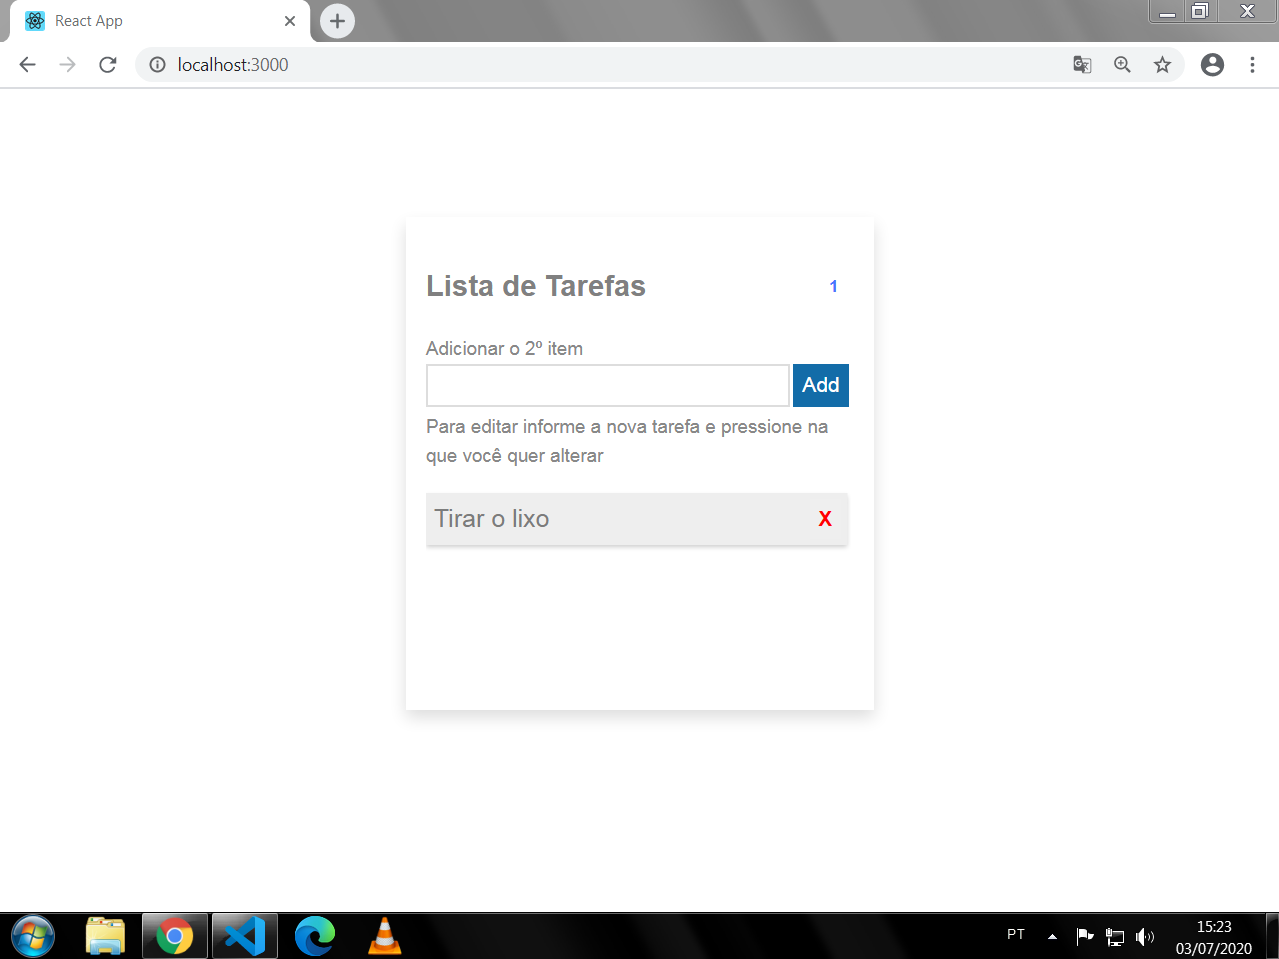 React App
localhost:3000
Lista de Tarefas 1
Adicionar o 2º item
Add
Para editar informe a nova tarefa e pressione na
que você quer alterar
Tirar o lixo X
PT 15:23
03/07/2020